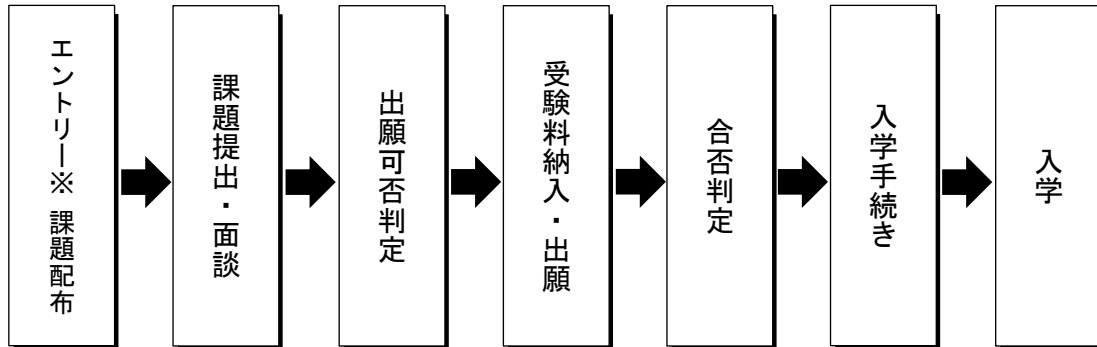 エントリー※ 課題配布
課題提出・面談
出願可否判定
受験料納入・出願
合否判定
入学手続き
入学